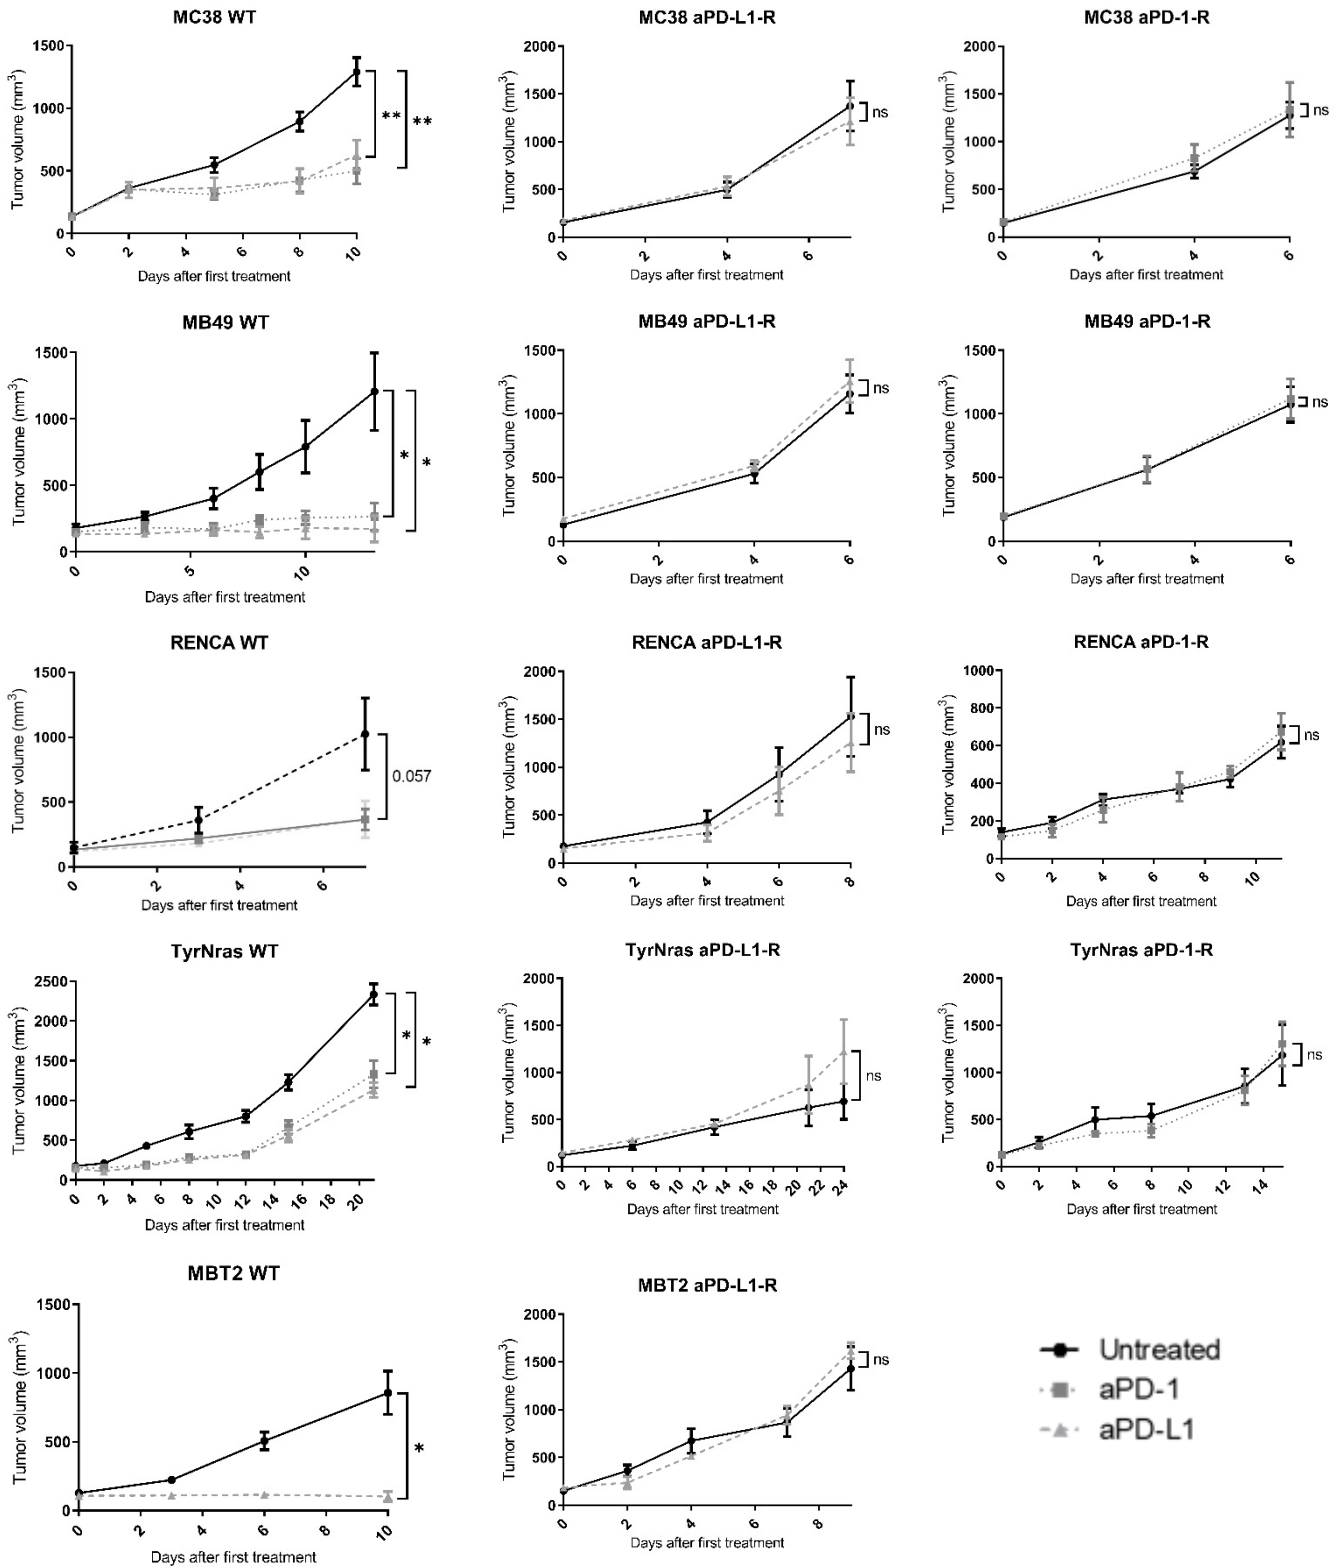 MC38 WT
Tumor volume (mm³)
1500
1000
500
0
0 2 4 6 8 10
Days after first treatment
**
**
MC38 aPD-L1-R
Tumor volume (mm³)
2000
1500
1000
500
0
0 2 4 6
Days after first treatment
ns
MC38 aPD-1-R
Tumor volume (mm³)
2000
1500
1000
500
0
0 2 4 6
Days after first treatment
ns
MB49 WT
Tumor volume (mm³)
1500
1000
500
0
0 5 10
Days after first treatment
*
*
MB49 aPD-L1-R
Tumor volume (mm³)
1500
1000
500
0
0 2 4 6
Days after first treatment
ns
MB49 aPD-1-R
Tumor volume (mm³)
1500
1000
500
0
0 2 4 6
Days after first treatment
ns
RENCA WT
Tumor volume (mm³)
1500
1000
500
0
0 2 4 6
Days after first treatment
0.057
RENCA aPD-L1-R
Tumor volume (mm³)
2000
1500
1000
500
0
0 2 4 6 8
Days after first treatment
ns
RENCA aPD-1-R
Tumor volume (mm³)
1000
800
600
400
200
0
0 2 4 6 8 10
Days after first treatment
ns
TyrNras WT
Tumor volume (mm³)
2500
2000
1500
1000
500
0
0 2 4 6 8 10 12 14 16 18 20
Days after first treatment
*
*
TyrNras aPD-L1-R
Tumor volume (mm³)
2000
1500
1000
500
0
0 2 4 6 8 10 12 14 16 18 20 22 24
Days after first treatment
ns
TyrNras aPD-1-R
Tumor volume (mm³)
2000
1500
1000
500
0
0 2 4 6 8 10 12 14
Days after first treatment
ns
MBT2 WT
Tumor volume (mm³)
1500
1000
500
0
0 2 4 6 8 10
Days after first treatment
*
MBT2 aPD-L1-R
Tumor volume (mm³)
2000
1500
1000
500
0
0 2 4 6 8
Days after first treatment
ns
Untreated
aPD-1
aPD-L1